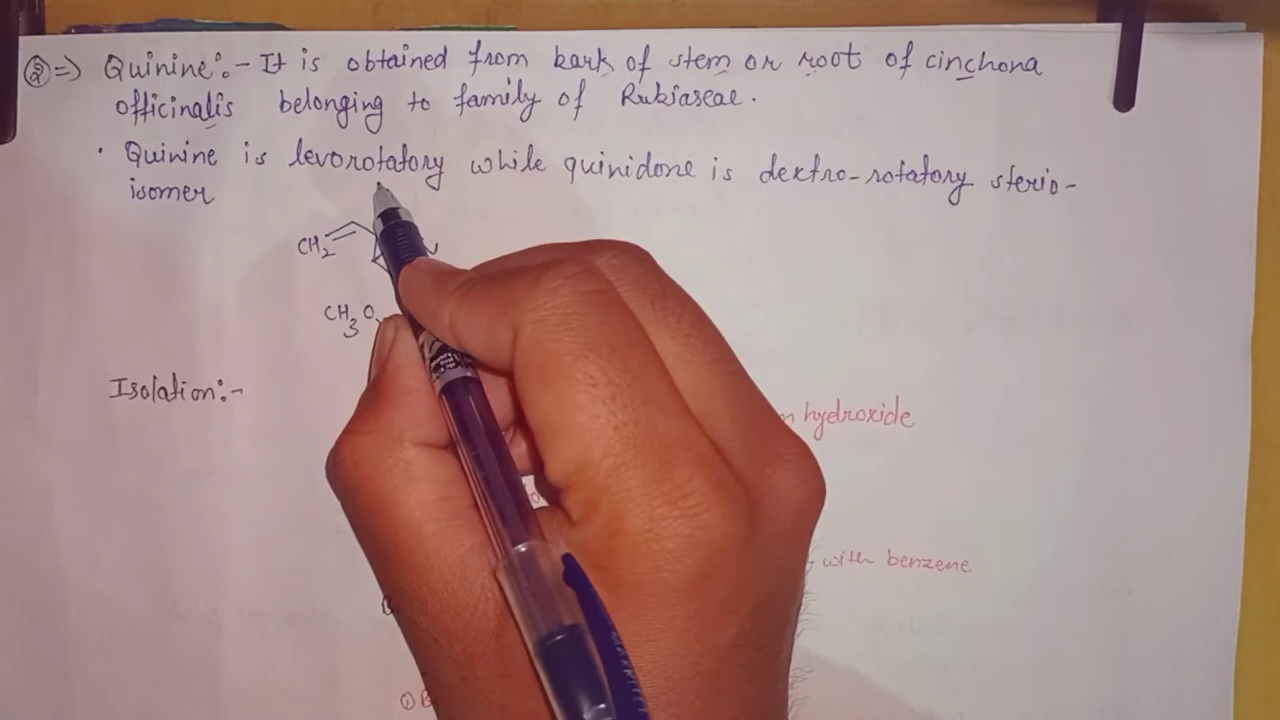 ② => Quinine :- It is obtained from bark of stem or root of cinchona
officinalis belonging to family of Rubiaseae.
• Quinine is levorotatory while quinidone is dextro-rotatory sterio-
isomer
CH2
CH3O
Isolation :-
hydroxide
with benzene